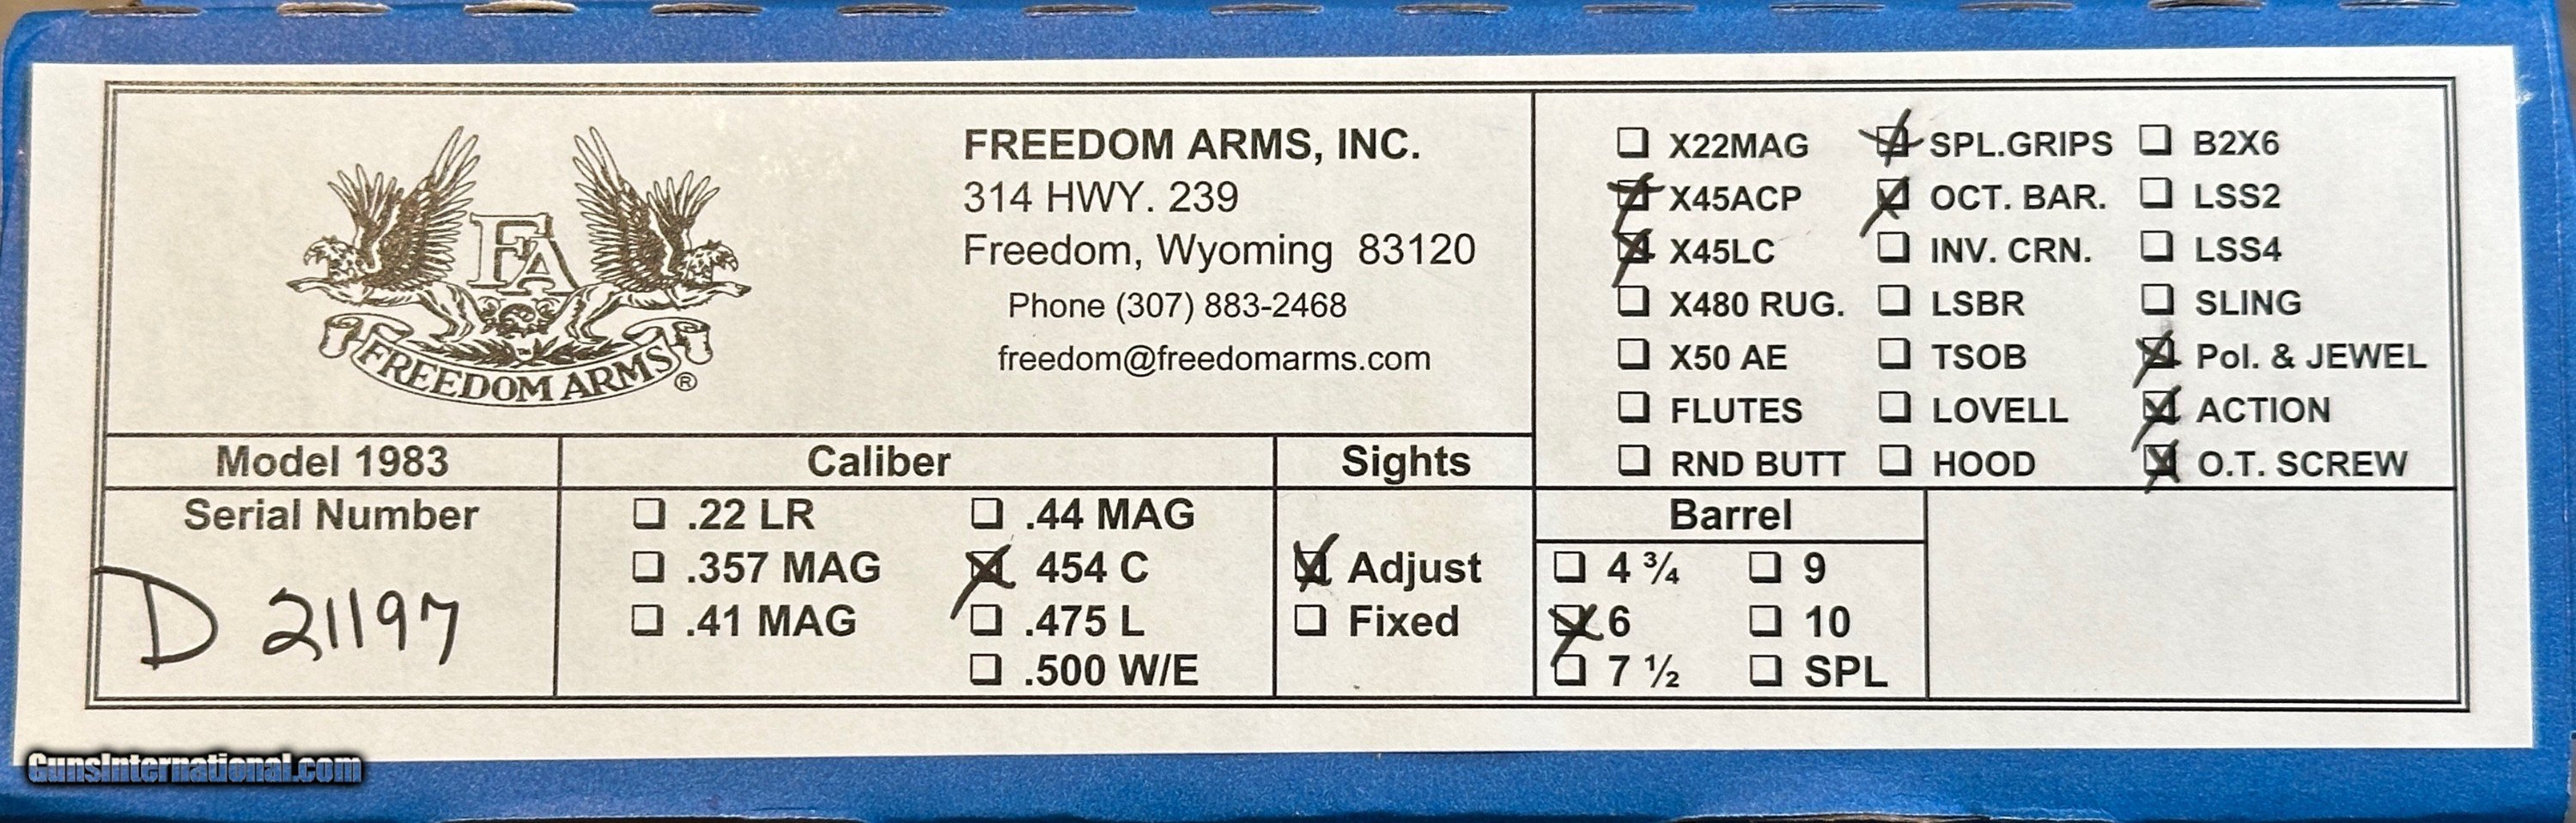 FA
FREEDOM ARMS
®
FREEDOM ARMS, INC.
314 HWY. 239
Freedom, Wyoming 83120
Phone (307) 883-2468
freedom@freedomarms.com
X22MAG SPL.GRIPS B2X6
X45ACP OCT. BAR. LSS2
X45LC INV. CRN. LSS4
X480 RUG. LSBR SLING
X50 AE TSOB Pol. & JEWEL
FLUTES LOVELL ACTION
RND BUTT HOOD O.T. SCREW
Model 1983 Caliber Sights
Serial Number
D 21197
.22 LR .44 MAG
.357 MAG 454 C
.41 MAG .475 L
.500 W/E
Adjust
Fixed
Barrel
4 ¾ 9
6 10
7 ½ SPL
GunsInternational.com